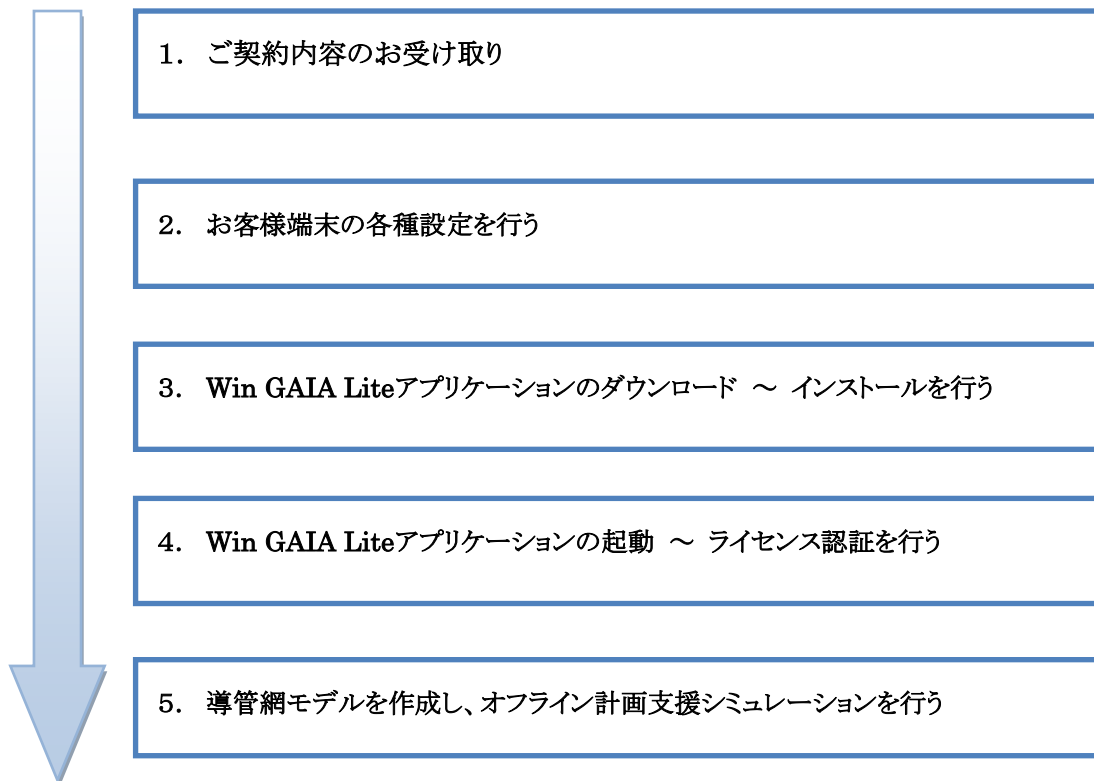 1. ご契約内容のお受け取り
2. お客様端末の各種設定を行う
3. Win GAIA Liteアプリケーションのダウンロード ～ インストールを行う
4. Win GAIA Liteアプリケーションの起動 ～ ライセンス認証を行う
5. 導管網モデルを作成し、オフライン計画支援シミュレーションを行う